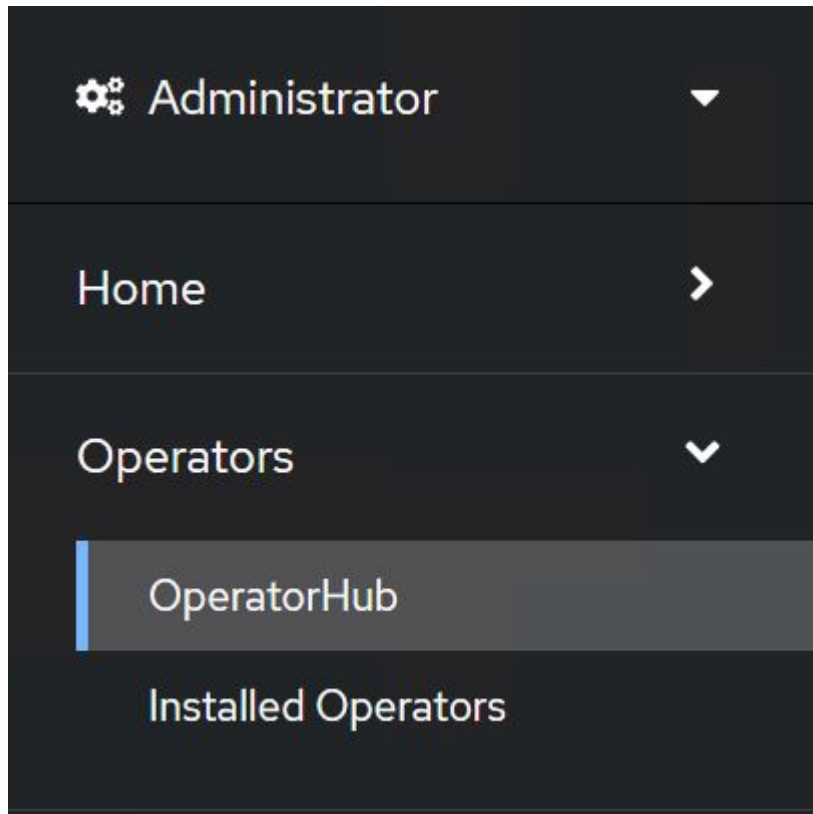 Administrator
Home
Operators
OperatorHub
Installed Operators